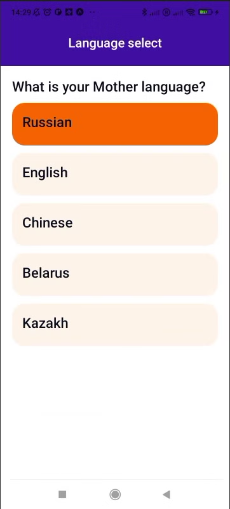 14:29
Language select
What is your Mother language?
Russian
English
Chinese
Belarus
Kazakh